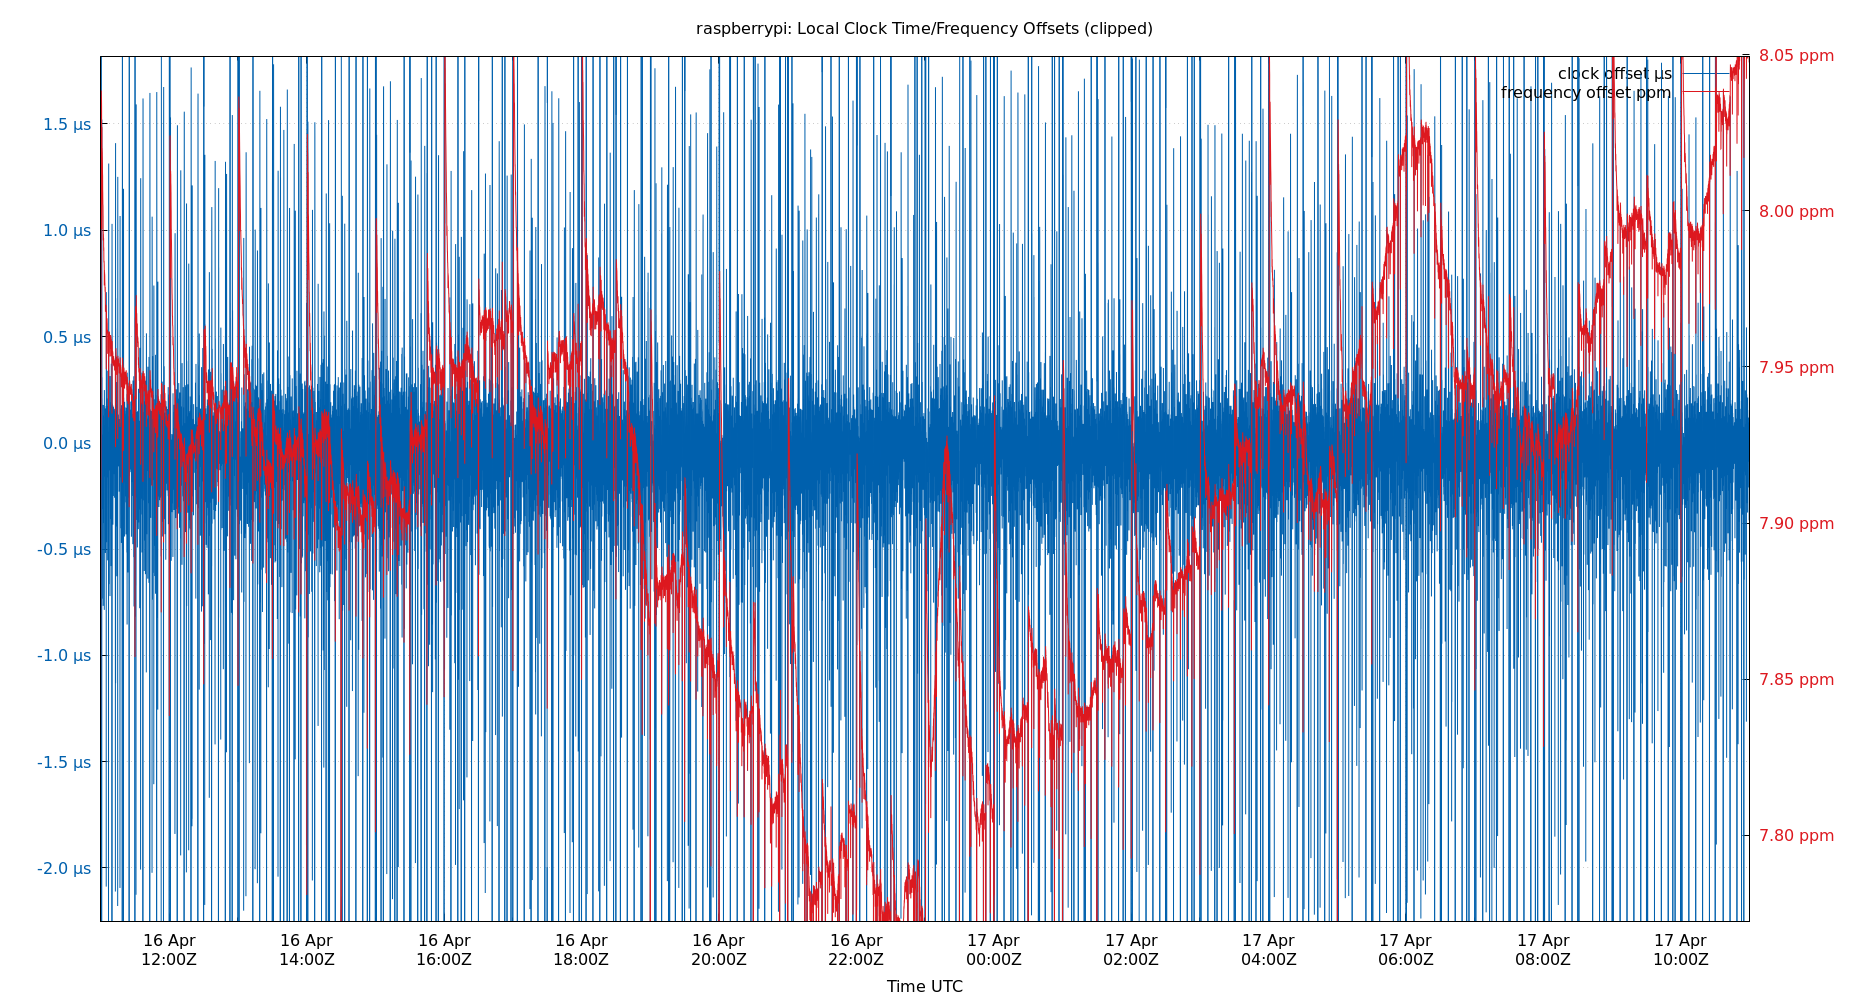 raspberrypi: Local Clock Time/Frequency Offsets (clipped)
8.05 ppm
clock offset µs
frequency offset ppm
1.5 µs
1.0 µs
8.00 ppm
0.5 µs
7.95 ppm
0.0 µs
7.90 ppm
-0.5 µs
-1.0 µs
7.85 ppm
-1.5 µs
7.80 ppm
-2.0 µs
16 Apr 16 Apr 16 Apr 16 Apr 16 Apr 16 Apr 17 Apr 17 Apr 17 Apr 17 Apr 17 Apr 17 Apr
12:00Z 14:00Z 16:00Z 18:00Z 20:00Z 22:00Z 00:00Z 02:00Z 04:00Z 06:00Z 08:00Z 10:00Z
Time UTC